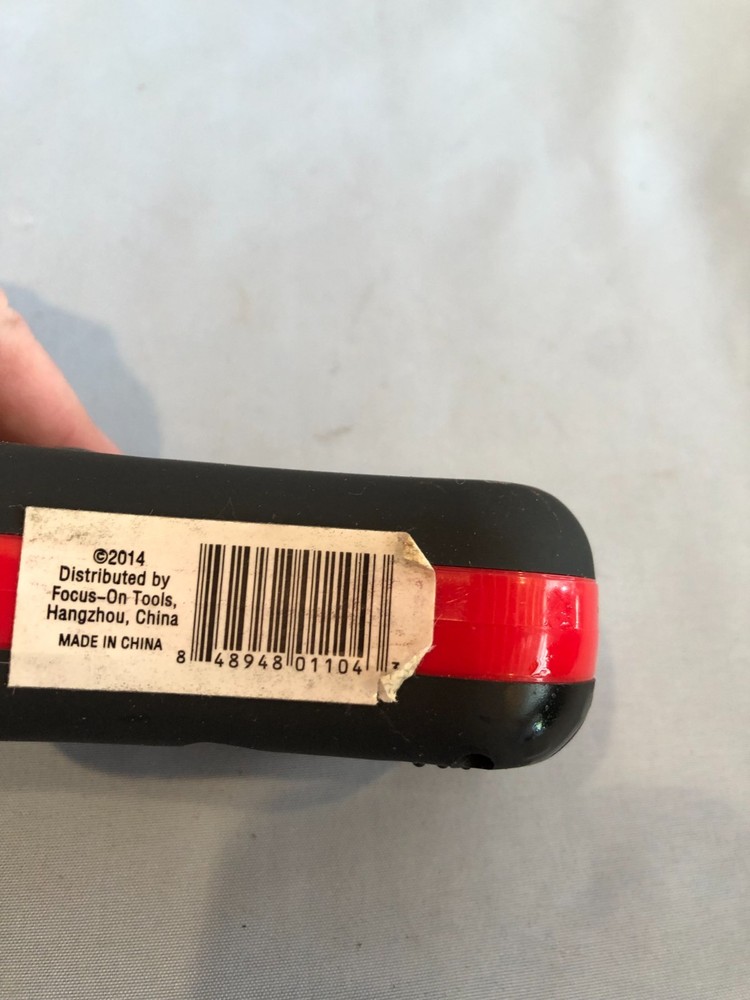 ©2014
Distributed by
Focus-On Tools,
Hangzhou, China
MADE IN CHINA
8 48948 01104